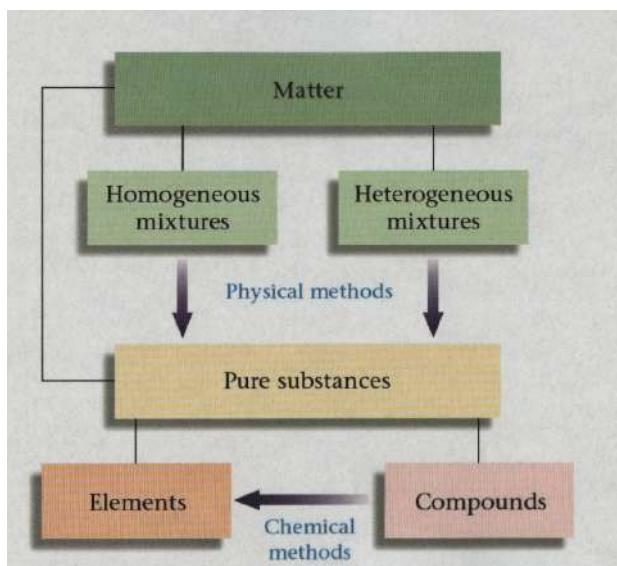 Matter
Homogeneous
mixtures
Heterogeneous
mixtures
Physical methods
Pure substances
Elements
Compounds
Chemical
methods